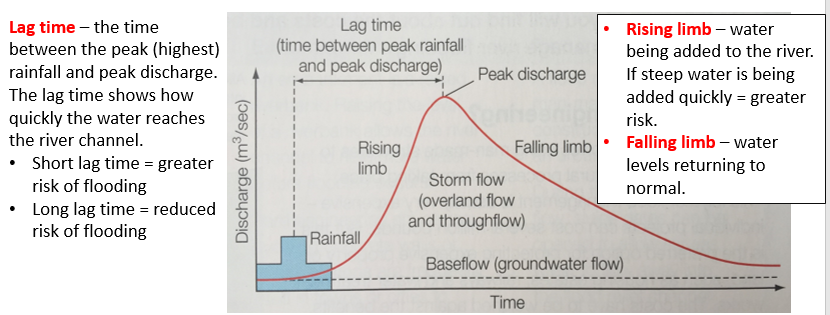 Lag time – the time
between the peak (highest)
rainfall and peak discharge.
The lag time shows how
quickly the water reaches
the river channel.
• Short lag time = greater
risk of flooding
• Long lag time = reduced
risk of flooding
Lag time
(time between peak rainfall
and peak discharge)
Peak discharge
Discharge (m³/sec)
Rising
limb
Falling limb
Storm flow
(overland flow
and throughflow)
Rainfall
Baseflow (groundwater flow)
Time
• Rising limb – water
being added to the river.
If steep water is being
added quickly = greater
risk.
• Falling limb – water
levels returning to
normal.